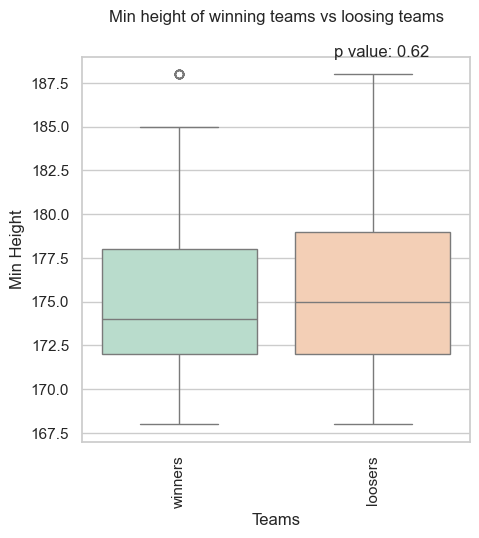 Min height of winning teams vs loosing teams
p value: 0.62
187.5
185.0
182.5
180.0
177.5
175.0
172.5
170.0
167.5
Min Height
winners
loosers
Teams